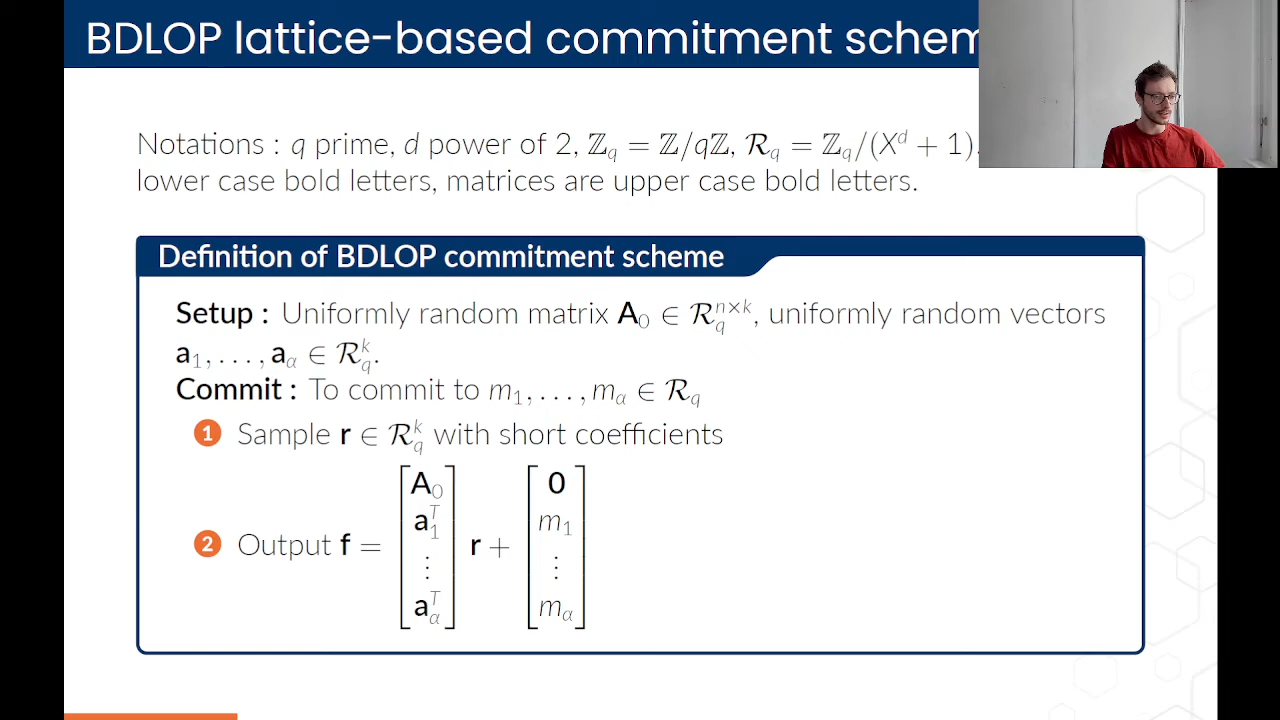 BDLOP lattice-based commitment schem
Notations : q prime, d power of 2, ℤ_q = ℤ/qℤ, 𝓡_q = ℤ_q/(X^d + 1).
lower case bold letters, matrices are upper case bold letters.
Definition of BDLOP commitment scheme
Setup : Uniformly random matrix A_0 ∈ 𝓡_q^{n×k}, uniformly random vectors
a_1, . . . , a_α ∈ 𝓡_q^k.
Commit : To commit to m_1, . . . , m_α ∈ 𝓡_q
1 Sample r ∈ 𝓡_q^k with short coefficients
2 Output f = [A_0 a_1^T ⋮ a_α^T] r + [0 m_1 ⋮ m_α]